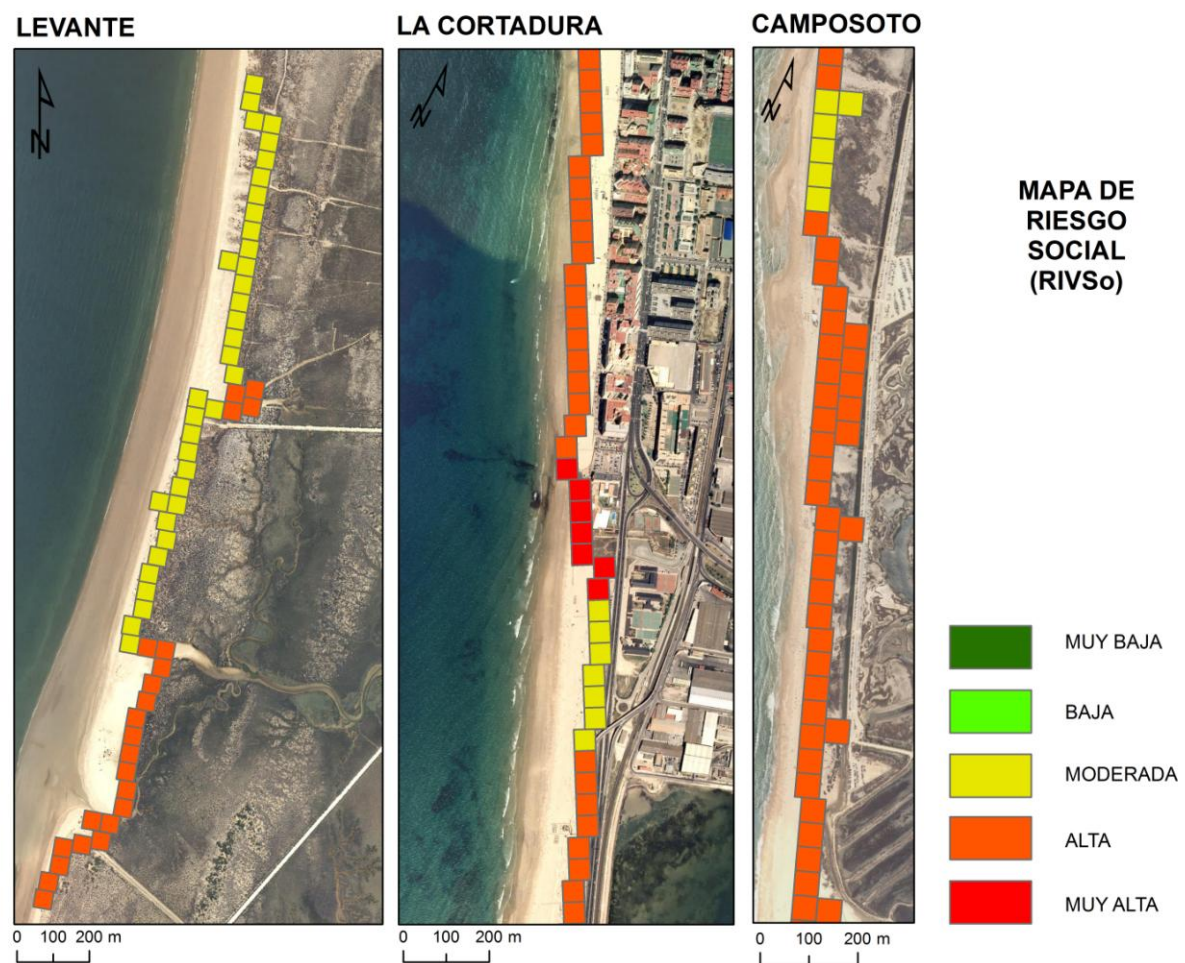 LEVANTE
LA CORTADURA
CAMPOSOTO
N
N
N
MAPA DE
RIESGO
SOCIAL
(RIVSo)
MUY BAJA
BAJA
MODERADA
ALTA
MUY ALTA
0 100 200 m
0 100 200 m
0 100 200 m